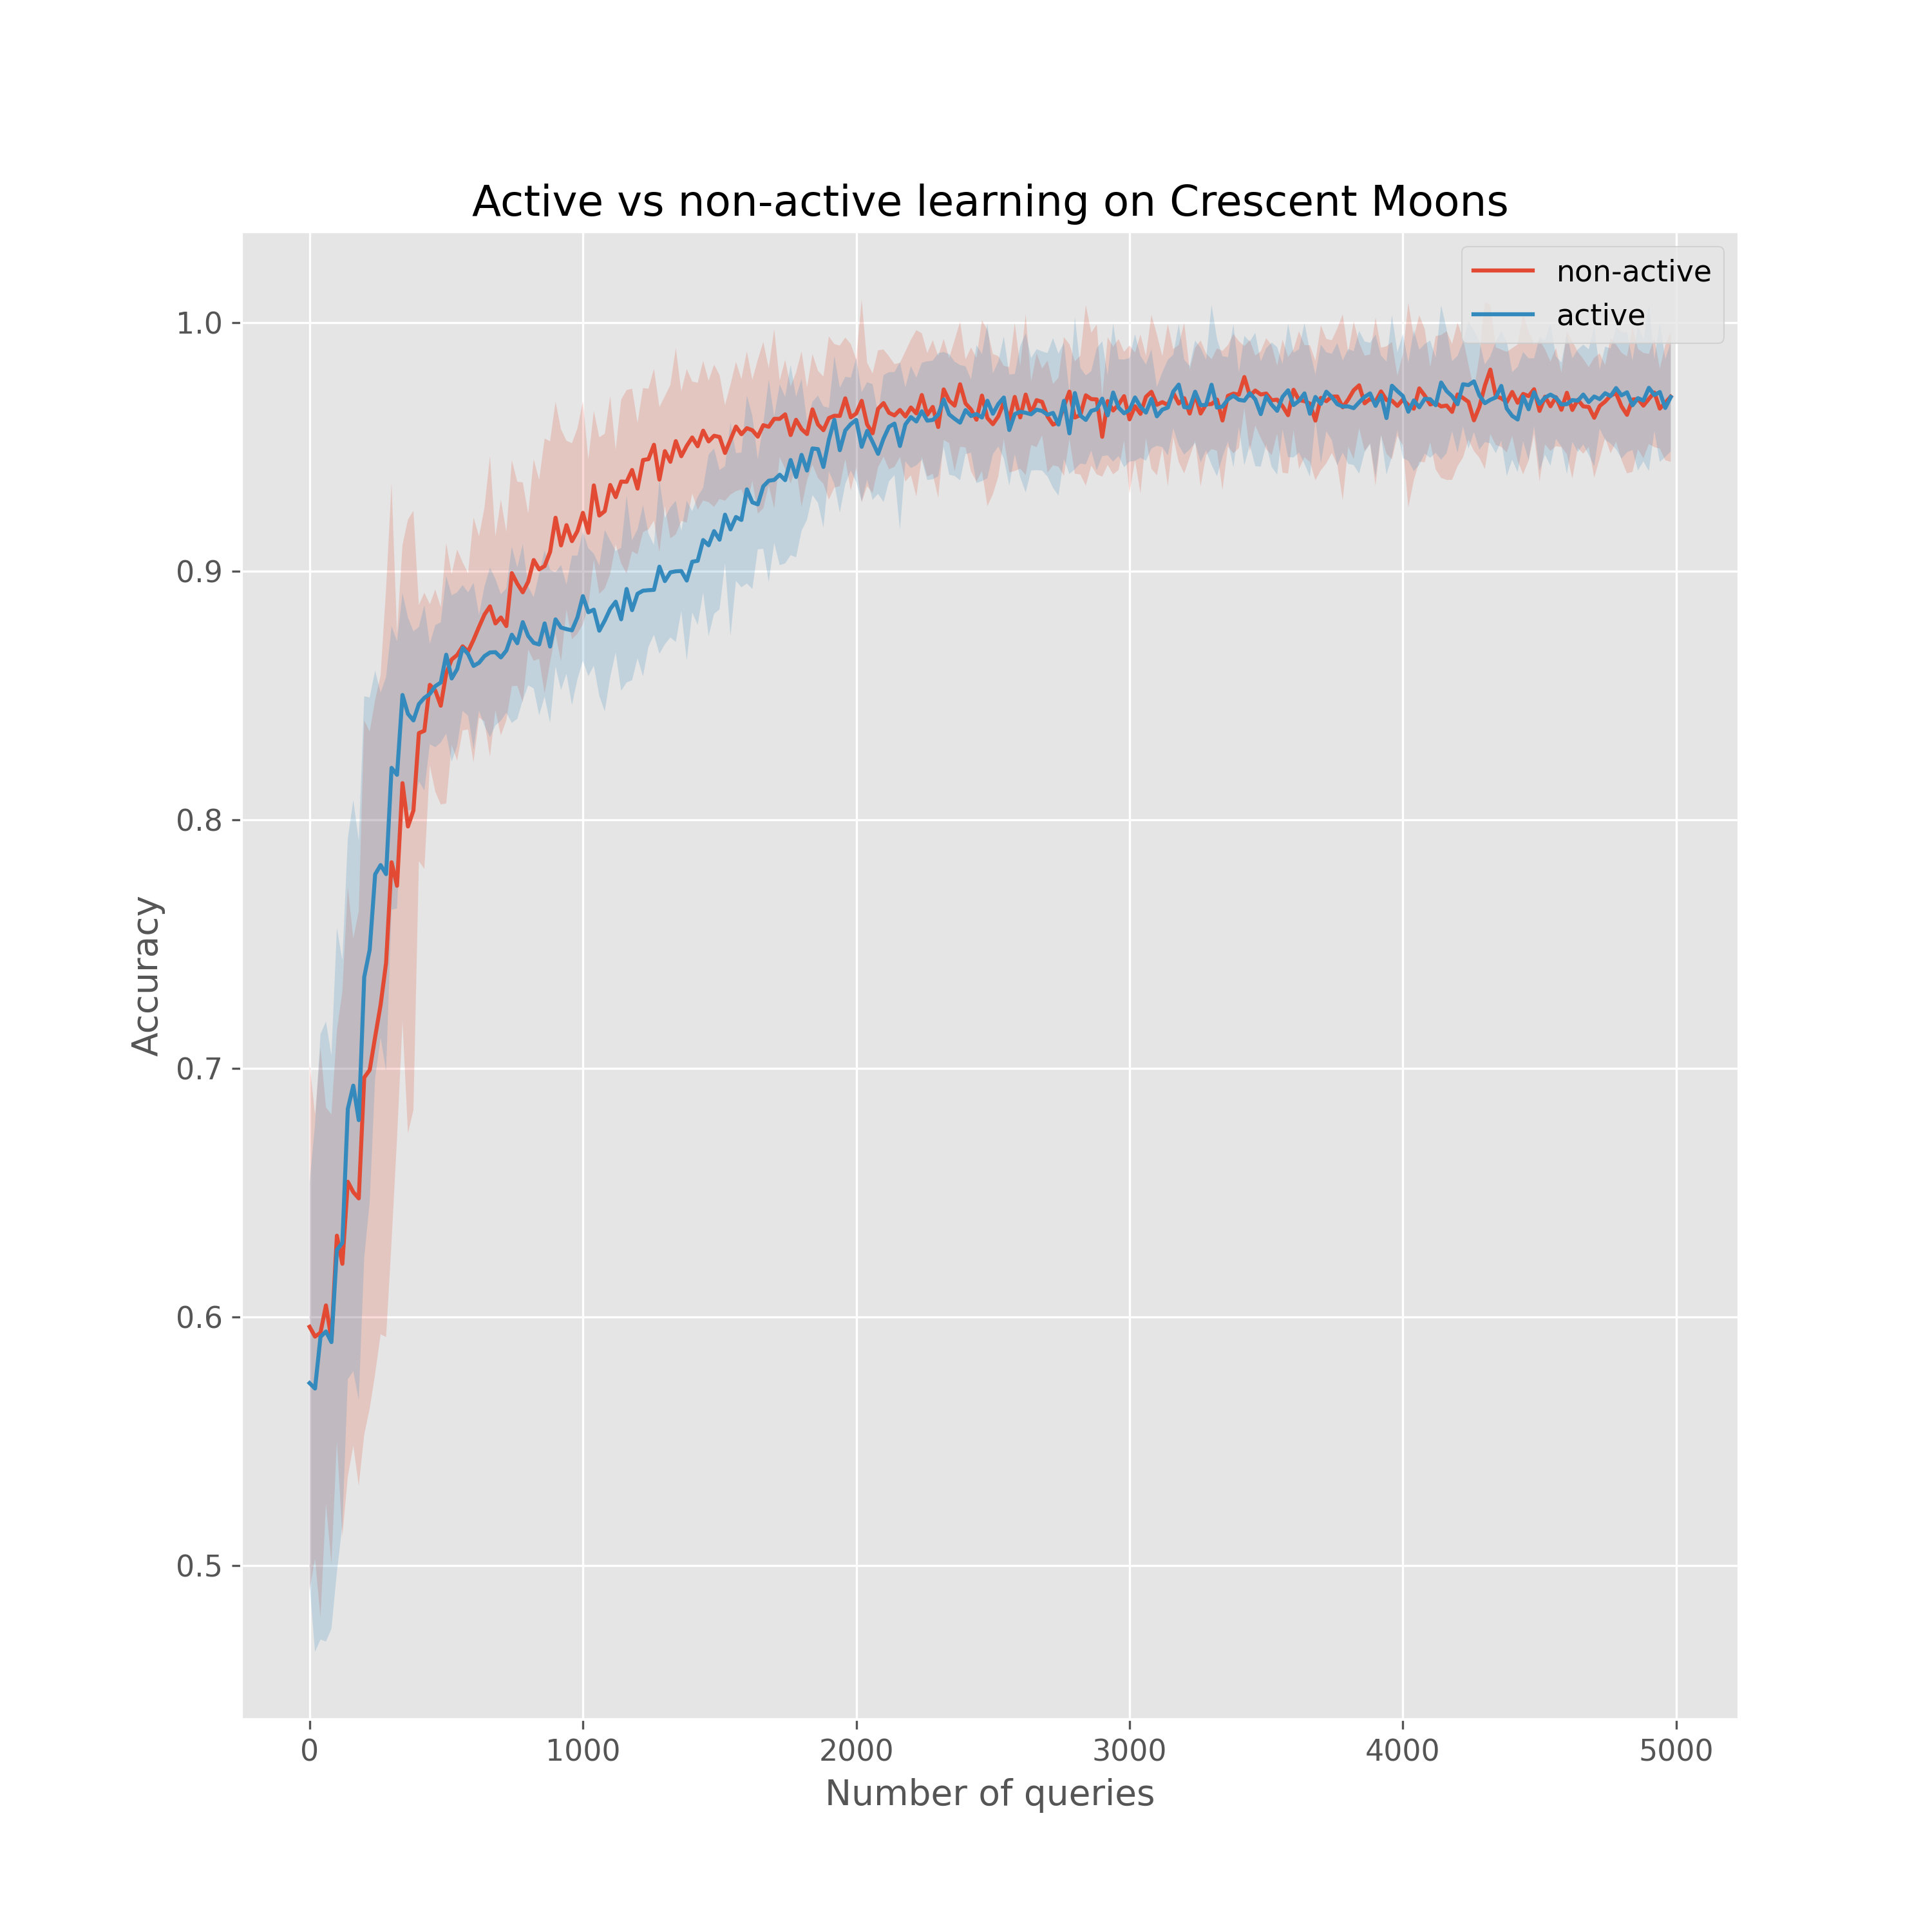 Active vs non-active learning on Crescent Moons
non-active
active
1.0
0.9
0.8
0.7
0.6
0.5
Accuracy
0 1000 2000 3000 4000 5000
Number of queries